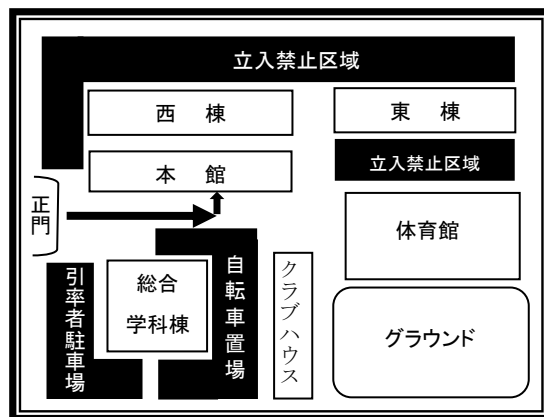 立入禁止区域
西 棟
東 棟
本 館
立入禁止区域
正門
体育館
引率者駐車場
総合
学科棟
自転車置場
クラブハウス
グラウンド